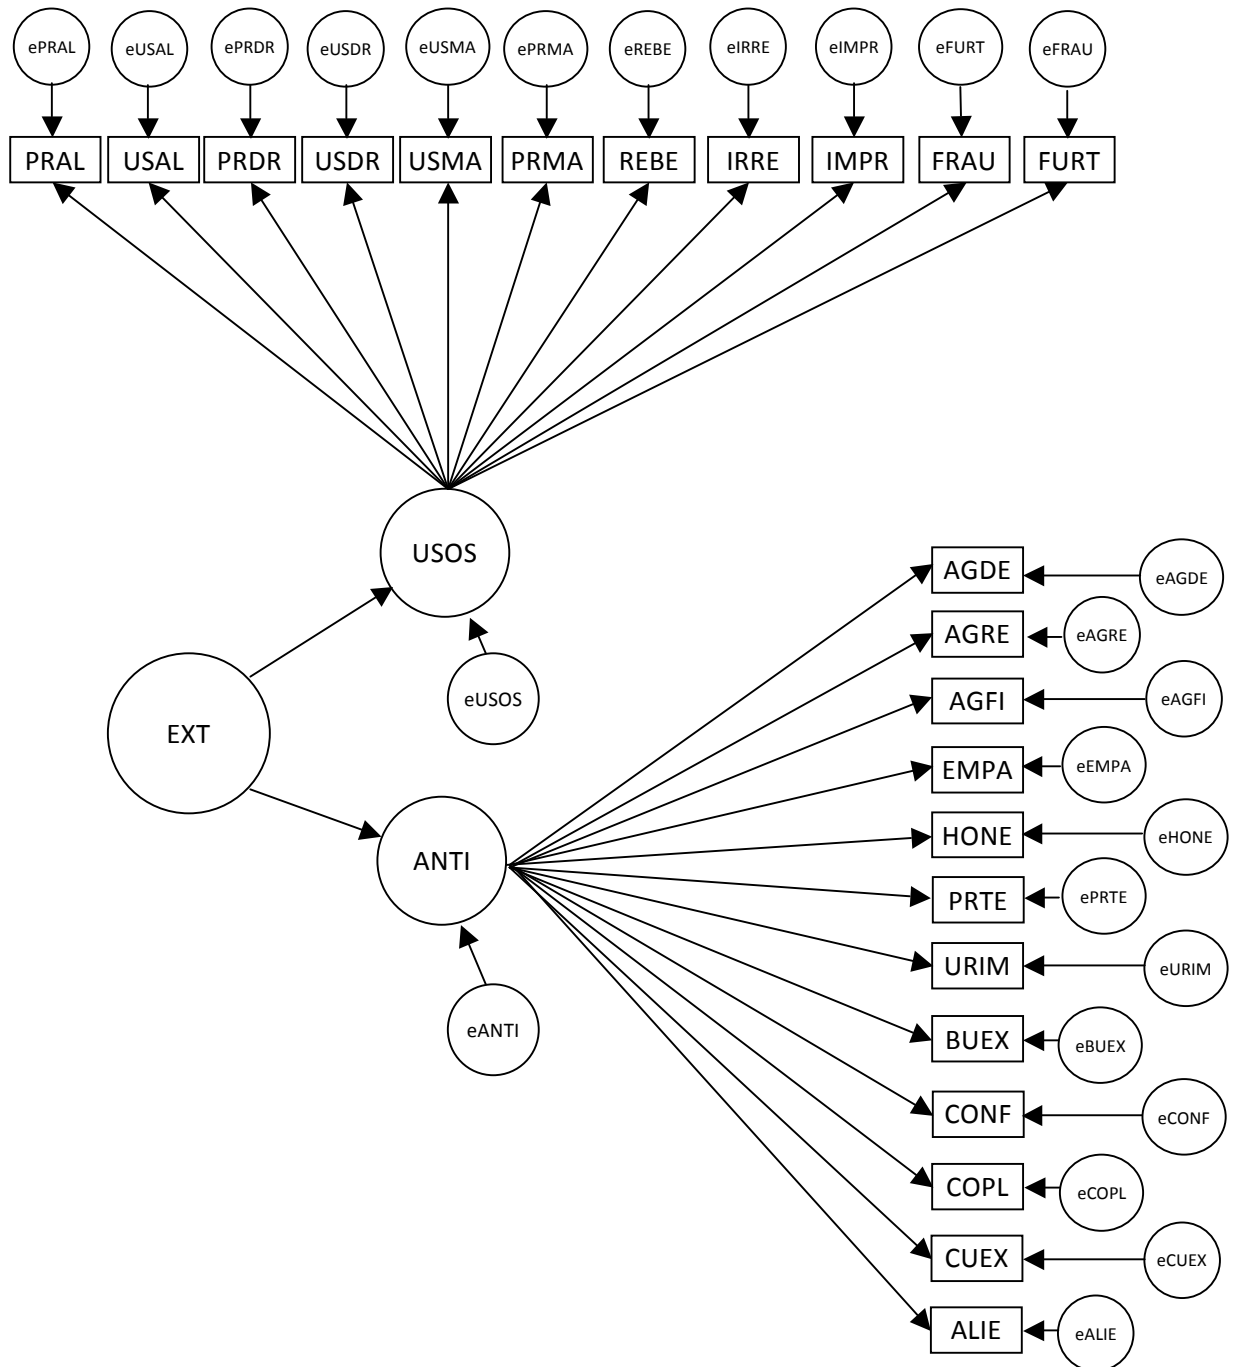 ePRAL eUSAL ePRDR eUSDR eUSMA ePRMA eREBE eIRRE eIMPR eFURT eFRAU
PRAL USAL PRDR USDR USMA PRMA REBE IRRE IMPR FRAU FURT
USOS
AGDE eAGDE
AGRE eAGRE
eUSOS AGFI eAGFI
EXT
EMPA eEMPA
HONE eHONE
ANTI
PRTE ePRTE
URIM eURIM
eANTI
BUEX eBUEX
CONF eCONF
COPL eCOPL
CUEX eCUEX
ALIE eALIE